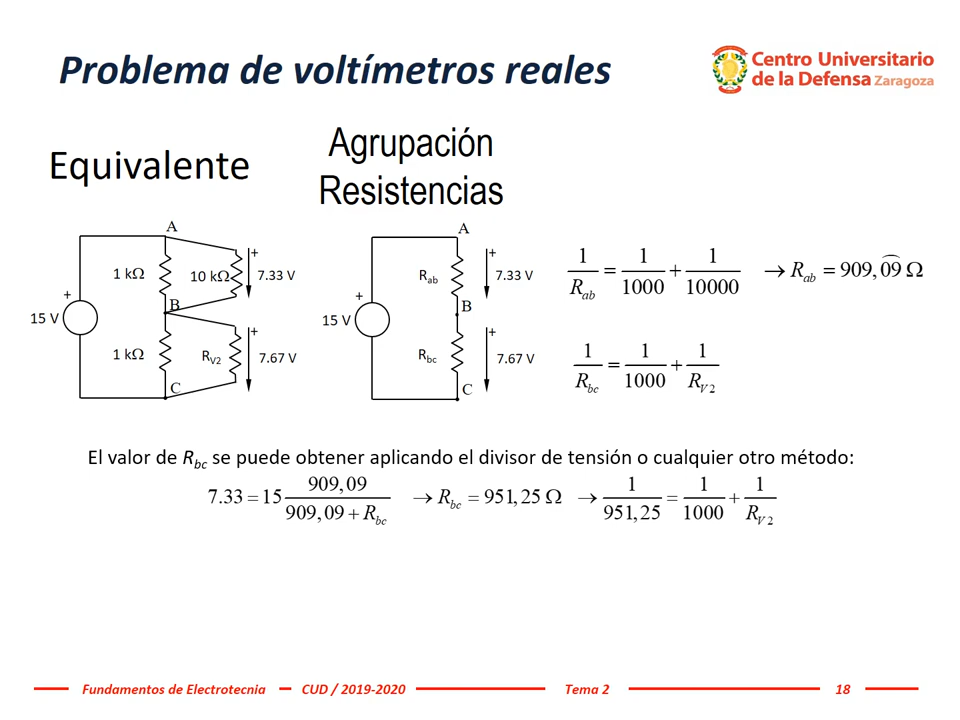 Problema de voltímetros reales
Centro Universitario
de la Defensa Zaragoza
Equivalente
Agrupación
Resistencias
A
1 kΩ
10 kΩ
+
7.33 V
B
+
15 V
1 kΩ
R_V2
+
7.67 V
C
A
R_ab
+
7.33 V
B
+
15 V
R_bc
+
7.67 V
C
1/R_ab = 1/1000 + 1/10000 → R_ab = 909,0͡9 Ω
1/R_bc = 1/1000 + 1/R_V2
El valor de R_bc se puede obtener aplicando el divisor de tensión o cualquier otro método:
7.33 = 15 909,09/(909,09 + R_bc) → R_bc = 951,25 Ω → 1/951,25 = 1/1000 + 1/R_V2
Fundamentos de Electrotecnia CUD / 2019-2020 Tema 2 18